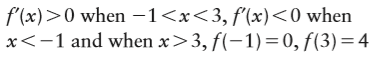 f'(x)>0 when −1<x<3, f'(x)<0 when
x<−1 and when x>3, f(−1)=0, f(3)=4